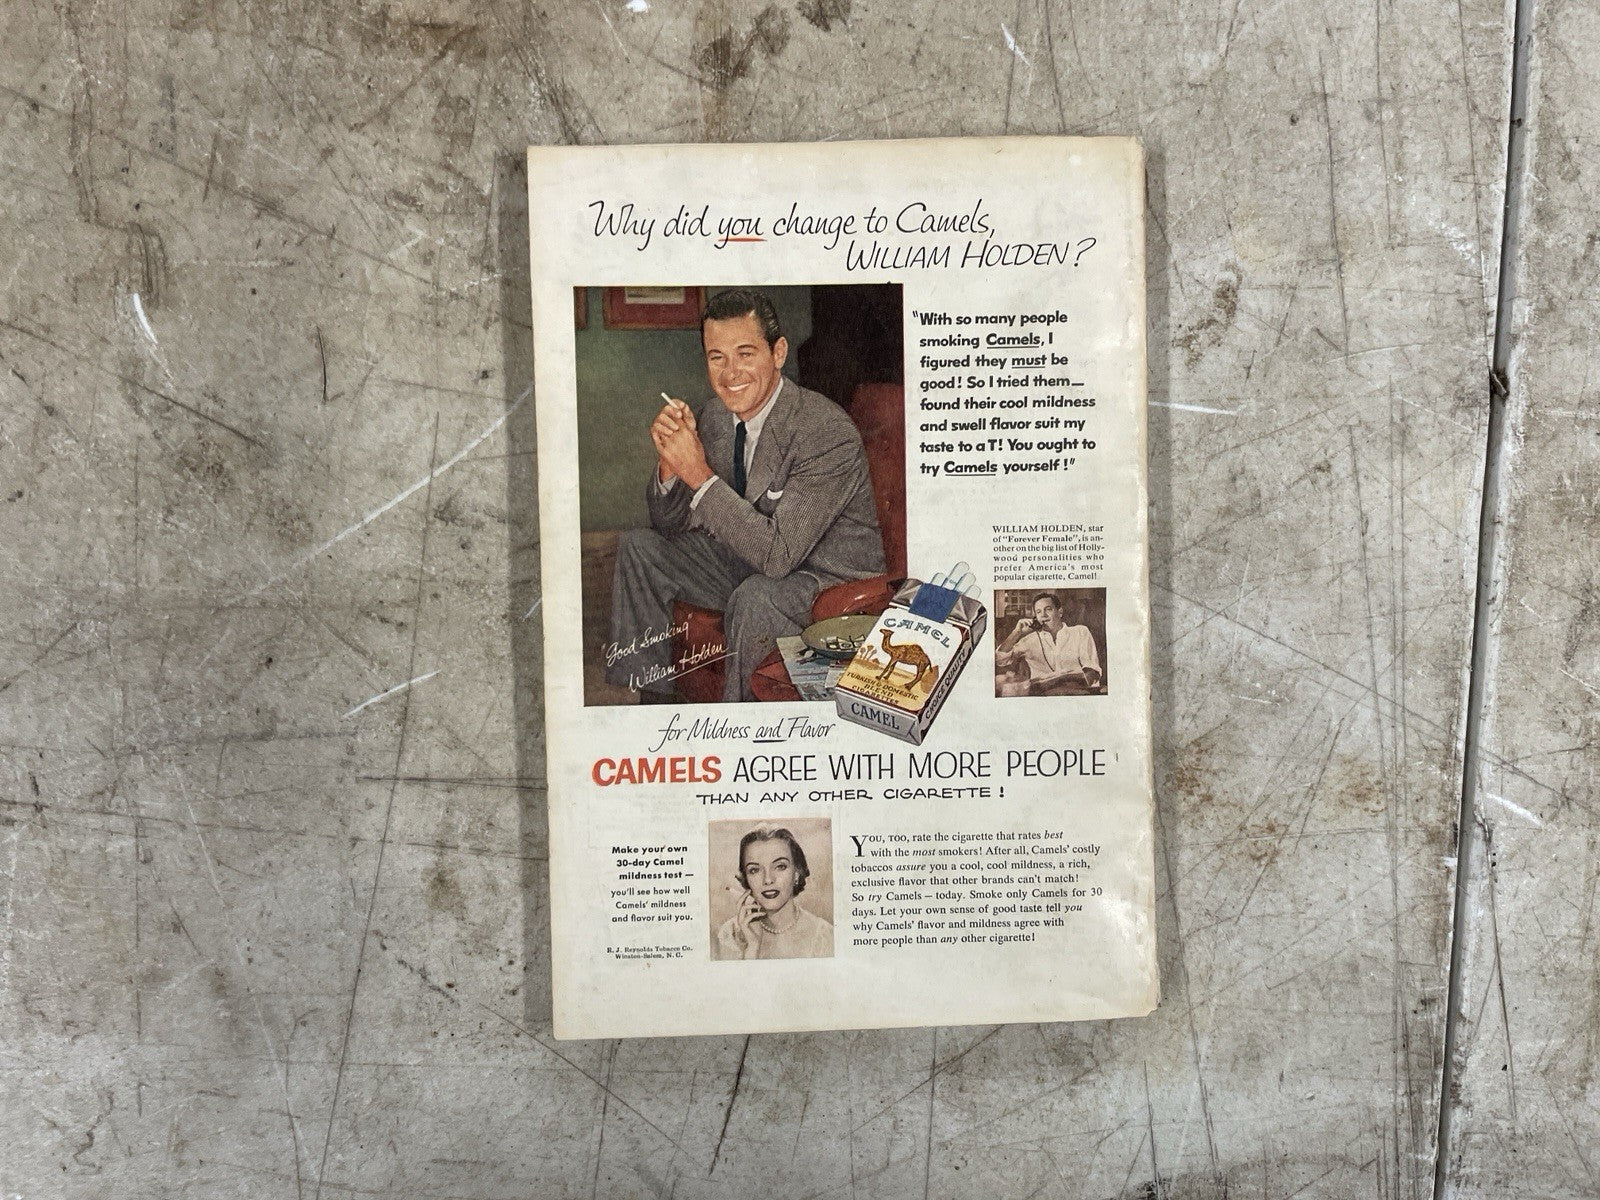 Why did you change to Camels,
WILLIAM HOLDEN?
"With so many people
smoking Camels, I
figured they must be
good! So I tried them—
found their cool mildness
and swell flavor suit my
taste to a T! You ought to
try Camels yourself!"
WILLIAM HOLDEN, star
of "Forever Female", is an-
other on the big list of Holly-
wood personalities who
prefer America's most
popular cigarette, Camel!
"Good Smoking"
William Holden
CAMEL
TURKISH & DOMESTIC
BLEND
CIGARETTES
CAMEL
CHOICE QUALITY
for Mildness and Flavor
CAMELS AGREE WITH MORE PEOPLE
THAN ANY OTHER CIGARETTE!
Make your own
30-day Camel
mildness test —
you'll see how well
Camels' mildness
and flavor suit you.
R. J. Reynolds Tobacco Co.
Winston-Salem, N. C.
YOU, TOO, rate the cigarette that rates best
with the most smokers! After all, Camels' costly
tobaccos assure you a cool, cool mildness, a rich,
exclusive flavor that other brands can't match!
So try Camels — today. Smoke only Camels for 30
days. Let your own sense of good taste tell you
why Camels' flavor and mildness agree with
more people than any other cigarette!